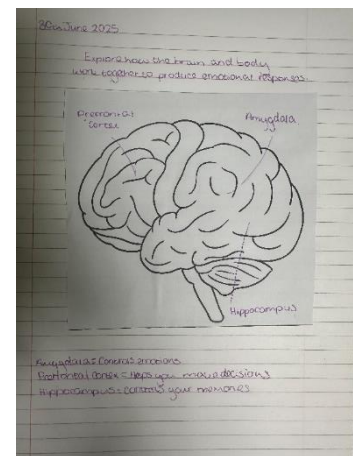 30th June 2025
Explore how the brain and body
work together to produce emotional responses.
Prefrontal
Cortex
Amygdala
Hippocampus
Amygdala = Controls emotions
Prefrontal Cortex = Helps you make decisions
Hippocampus = controls your memories